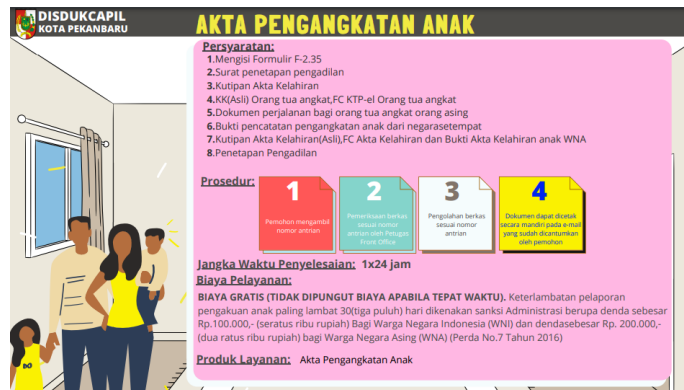 DISDUKCAPIL
KOTA PEKANBARU
AKTA PENGANGKATAN ANAK
Persyaratan:
1.Mengisi Formulir F-2.35
2.Surat penetapan pengadilan
3.Kutipan Akta Kelahiran
4.KK(Asli) Orang tua angkat,FC KTP-el Orang tua angkat
5.Dokumen perjalanan bagi orang tua angkat orang asing
6.Bukti pencatatan pengangkatan anak dari negarasetempat
7.Kutipan Akta Kelahiran(Asli),FC Akta Kelahiran dan Bukti Akta Kelahiran anak WNA
8.Penetapan Pengadilan
Prosedur:
1
Pemohon mengambil
nomor antrian
2
Pemeriksaan berkas
sesuai nomor
antrian oleh Petugas
Front Office
3
Pengolahan berkas
sesuai nomor
antrian
4
Dokumen dapat dicetak
secara mandiri pada e-mail
yang sudah dicantumkan
oleh pemohon
Jangka Waktu Penyelesaian: 1x24 jam
Biaya Pelayanan:
BIAYA GRATIS (TIDAK DIPUNGUT BIAYA APABILA TEPAT WAKTU). Keterlambatan pelaporan
pengakuan anak paling lambat 30(tiga puluh) hari dikenakan sanksi Administrasi berupa denda sebesar
Rp.100.000,- (seratus ribu rupiah) Bagi Warga Negara Indonesia (WNI) dan dendasebesar Rp. 200.000,-
(dua ratus ribu rupiah) bagi Warga Negara Asing (WNA) (Perda No.7 Tahun 2016)
Produk Layanan: Akta Pengangkatan Anak